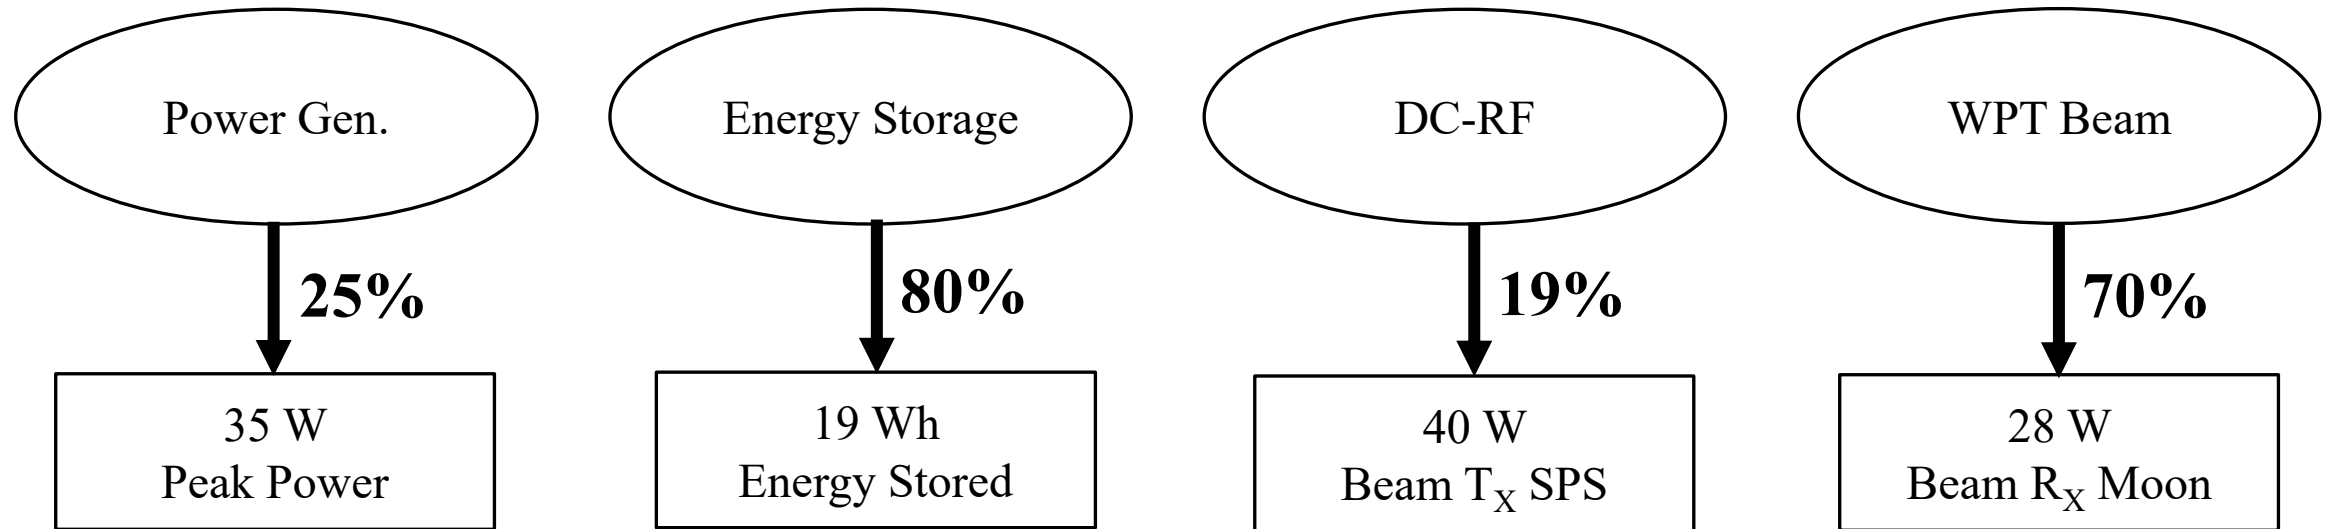 Power Gen.
Energy Storage
DC-RF
WPT Beam
25%
80%
19%
70%
35 W
Peak Power
19 Wh
Energy Stored
40 W
Beam TX SPS
28 W
Beam RX Moon